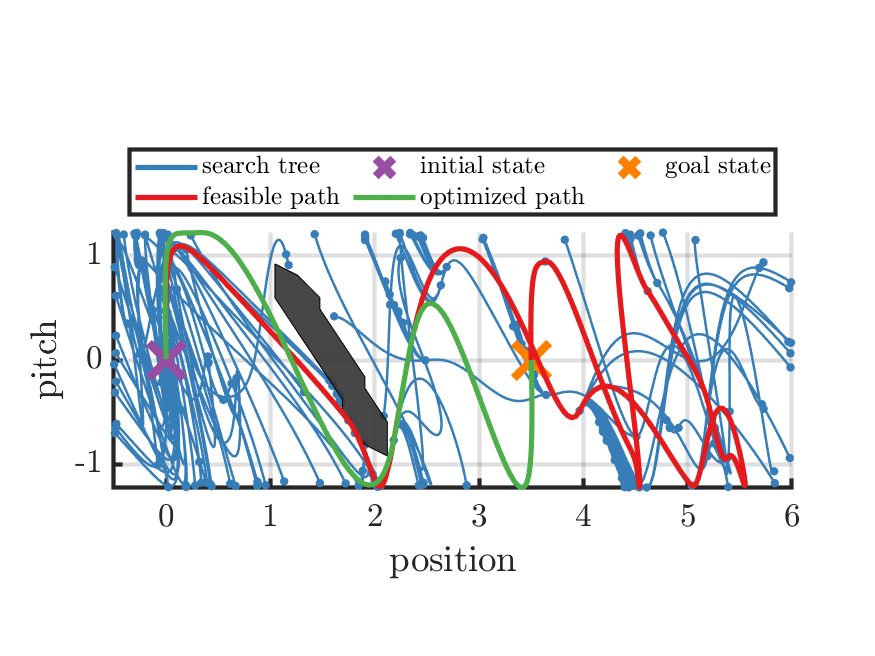 search tree initial state goal state
feasible path optimized path
1
0
-1
pitch
0 1 2 3 4 5 6
position